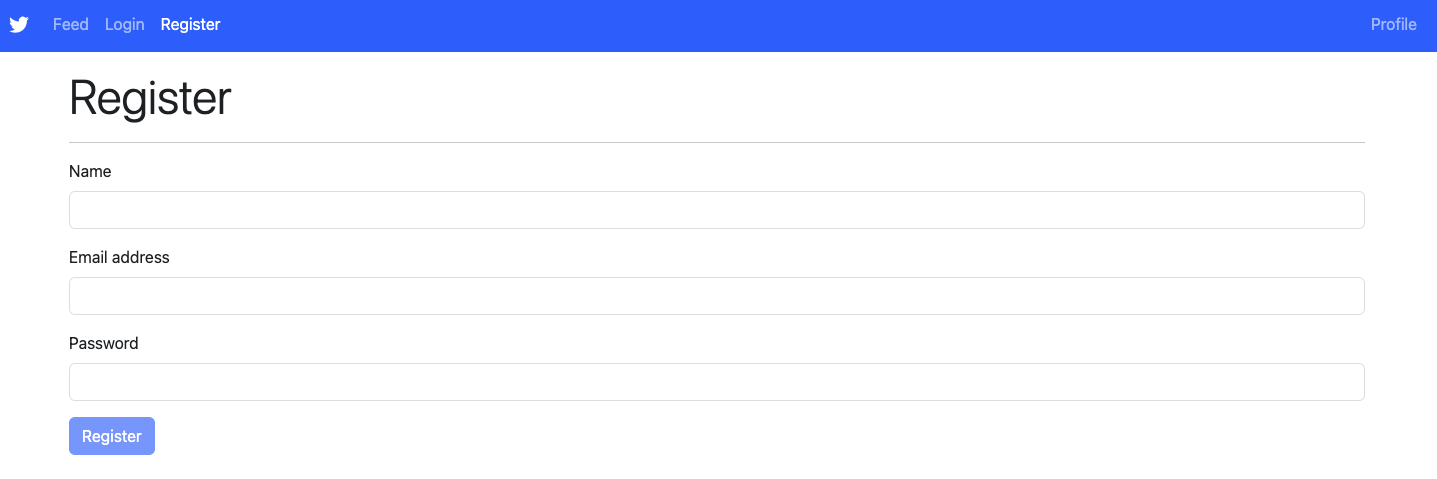 Feed Login Register Profile
Register
Name
Email address
Password
Register